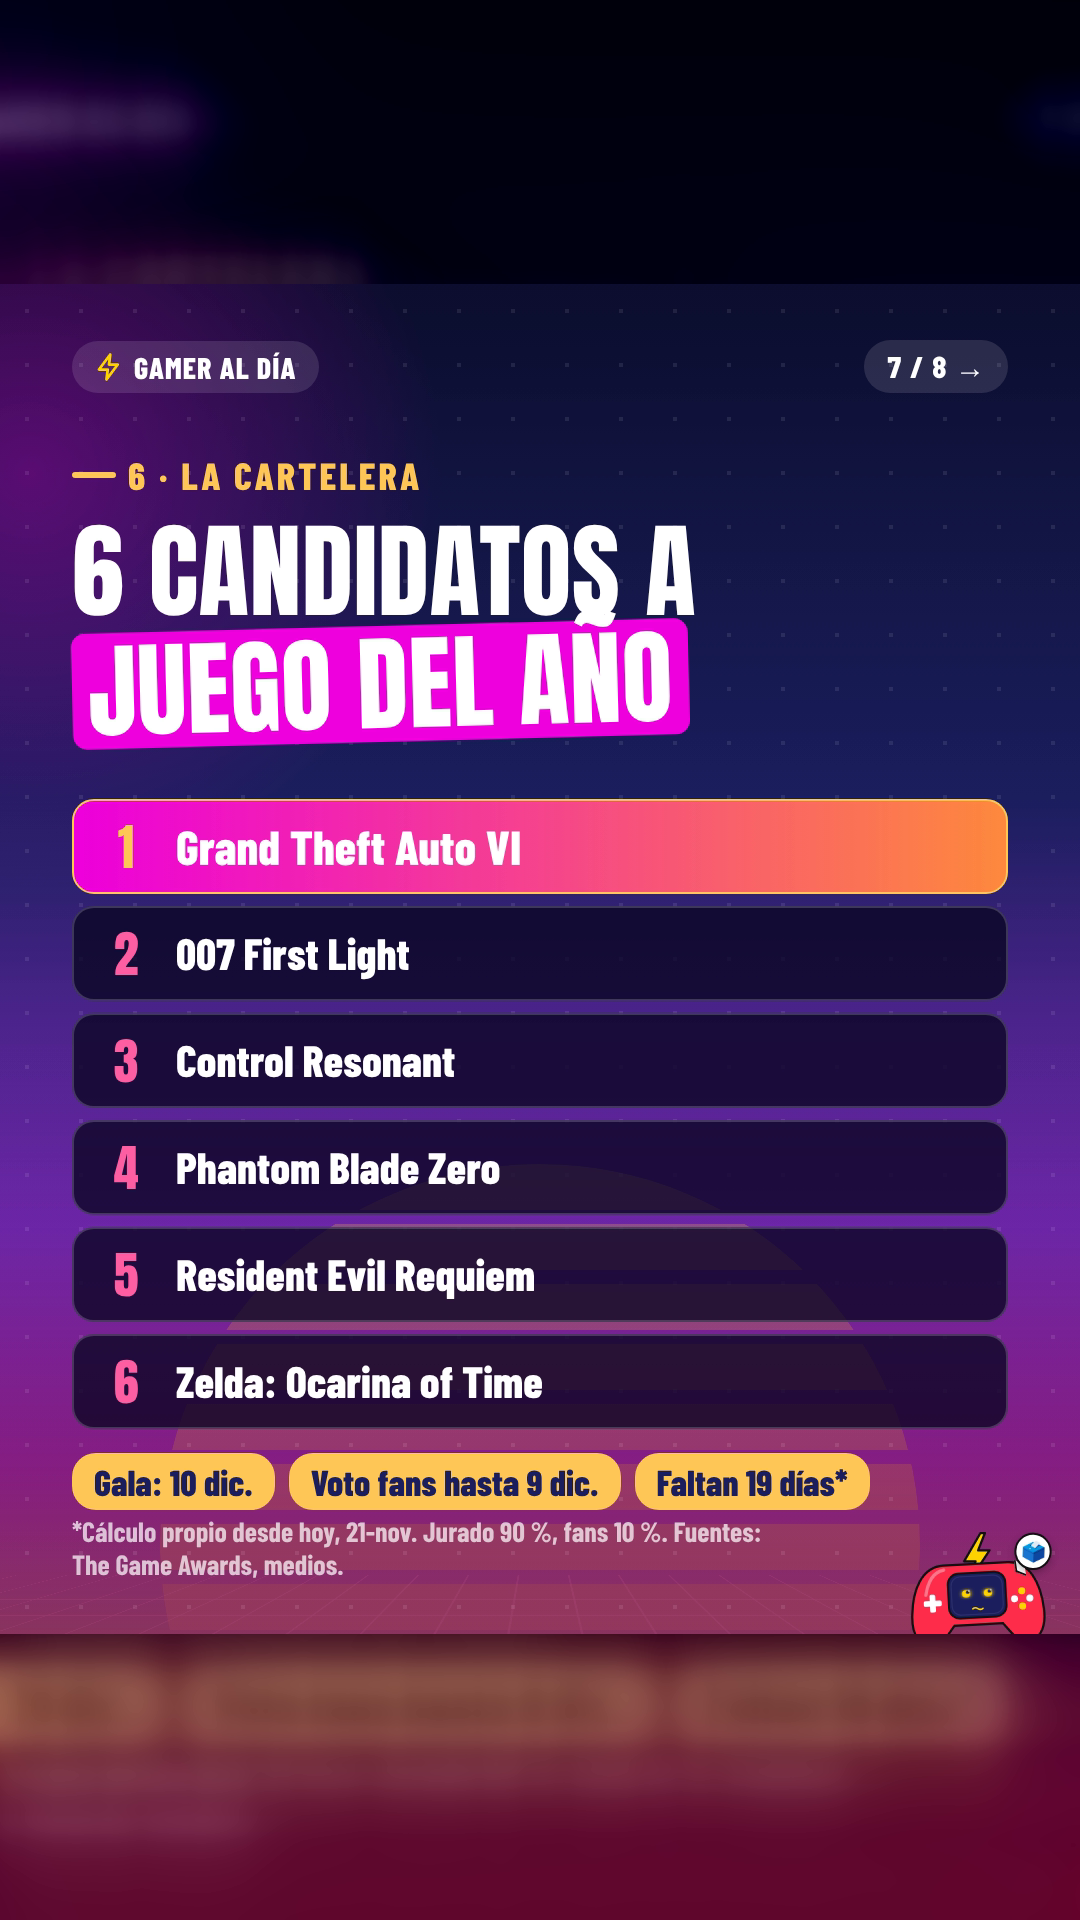 GAMER AL DÍA
7 / 8 →
6 · LA CARTELERA
6 CANDIDATOS A
JUEGO DEL AÑO
1 Grand Theft Auto VI
2 007 First Light
3 Control Resonant
4 Phantom Blade Zero
5 Resident Evil Requiem
6 Zelda: Ocarina of Time
Gala: 10 dic. Voto fans hasta 9 dic. Faltan 19 días*
*Cálculo propio desde hoy, 21-nov. Jurado 90 %, fans 10 %. Fuentes:
The Game Awards, medios.